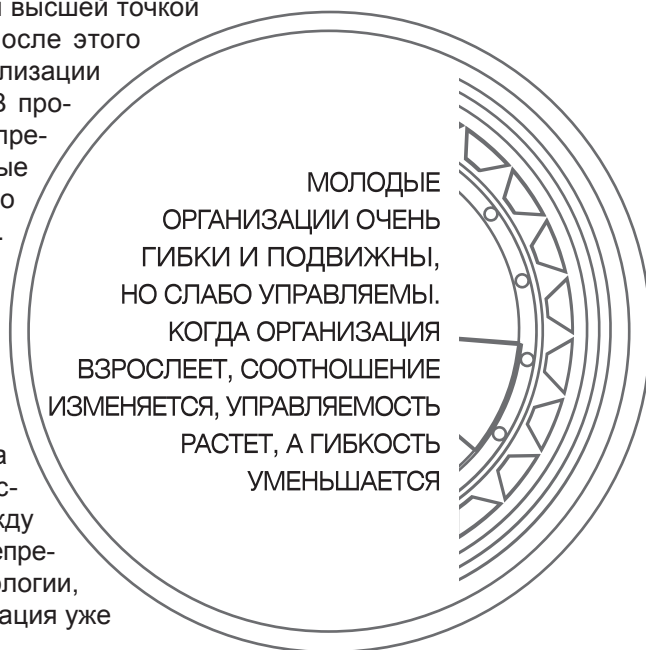 высшей точкой
осле этого
лизации
В про-
пре-
ые
о
МОЛОДЫЕ
ОРГАНИЗАЦИИ ОЧЕНЬ
ГИБКИ И ПОДВИЖНЫ,
НО СЛАБО УПРАВЛЯЕМЫ.
КОГДА ОРГАНИЗАЦИЯ
ВЗРОСЛЕЕТ, СООТНОШЕНИЕ
ИЗМЕНЯЕТСЯ, УПРАВЛЯЕМОСТЬ
РАСТЕТ, А ГИБКОСТЬ
УМЕНЬШАЕТСЯ
а
с-
жду
епре-
ологии,
ация уже